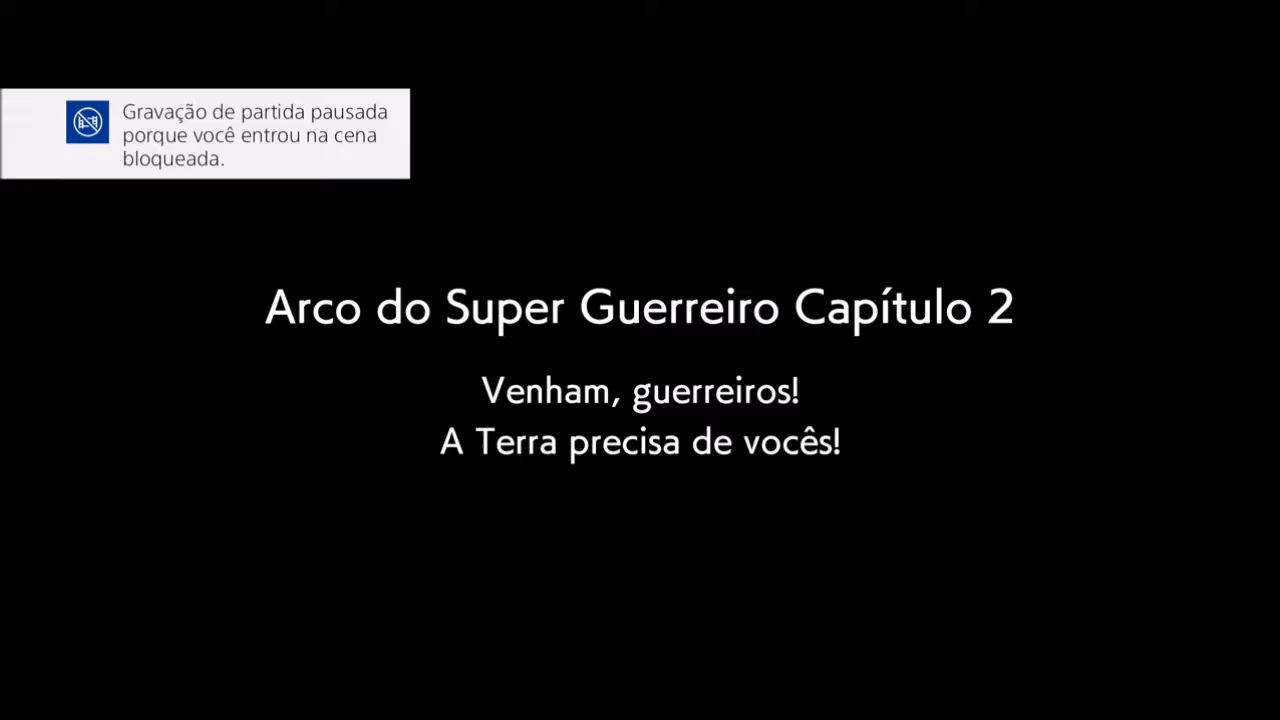 Gravação de partida pausada
porque você entrou na cena
bloqueada.
Arco do Super Guerreiro Capítulo 2
Venham, guerreiros!
A Terra precisa de vocês!